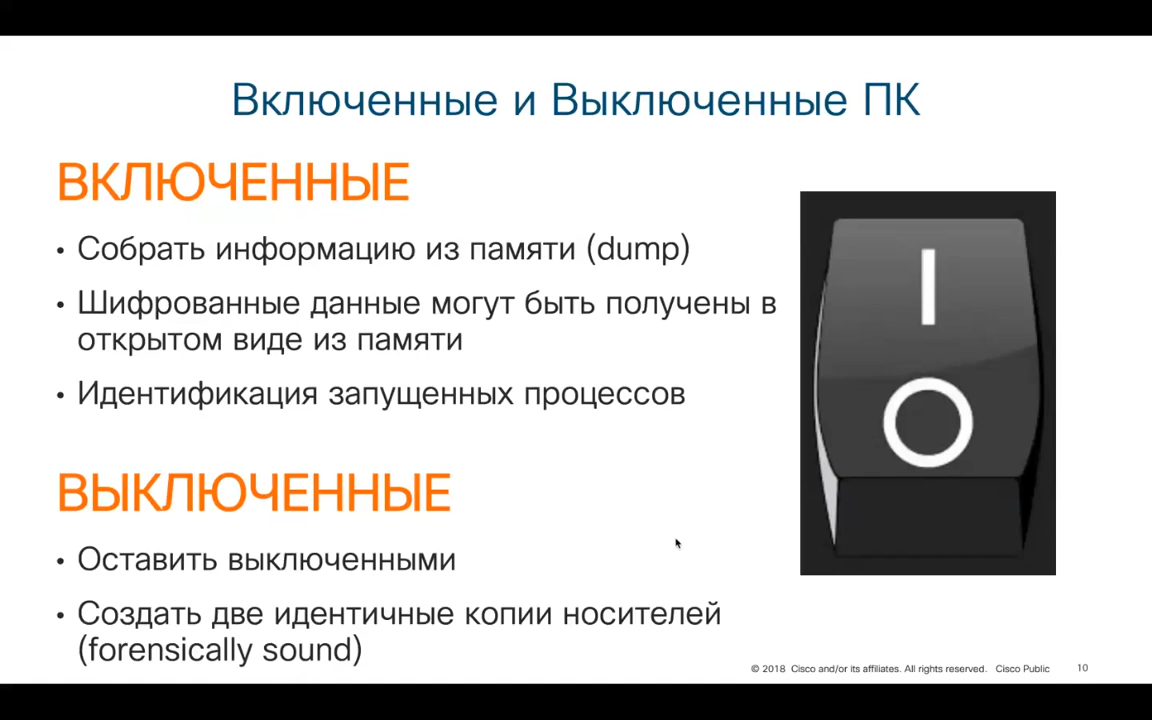 Включенные и Выключенные ПК
ВКЛЮЧЕННЫЕ
• Собрать информацию из памяти (dump)
• Шифрованные данные могут быть получены в
открытом виде из памяти
• Идентификация запущенных процессов
ВЫКЛЮЧЕННЫЕ
• Оставить выключенными
• Создать две идентичные копии носителей
(forensically sound)
© 2018 Cisco and/or its affiliates. All rights reserved. Cisco Public 10